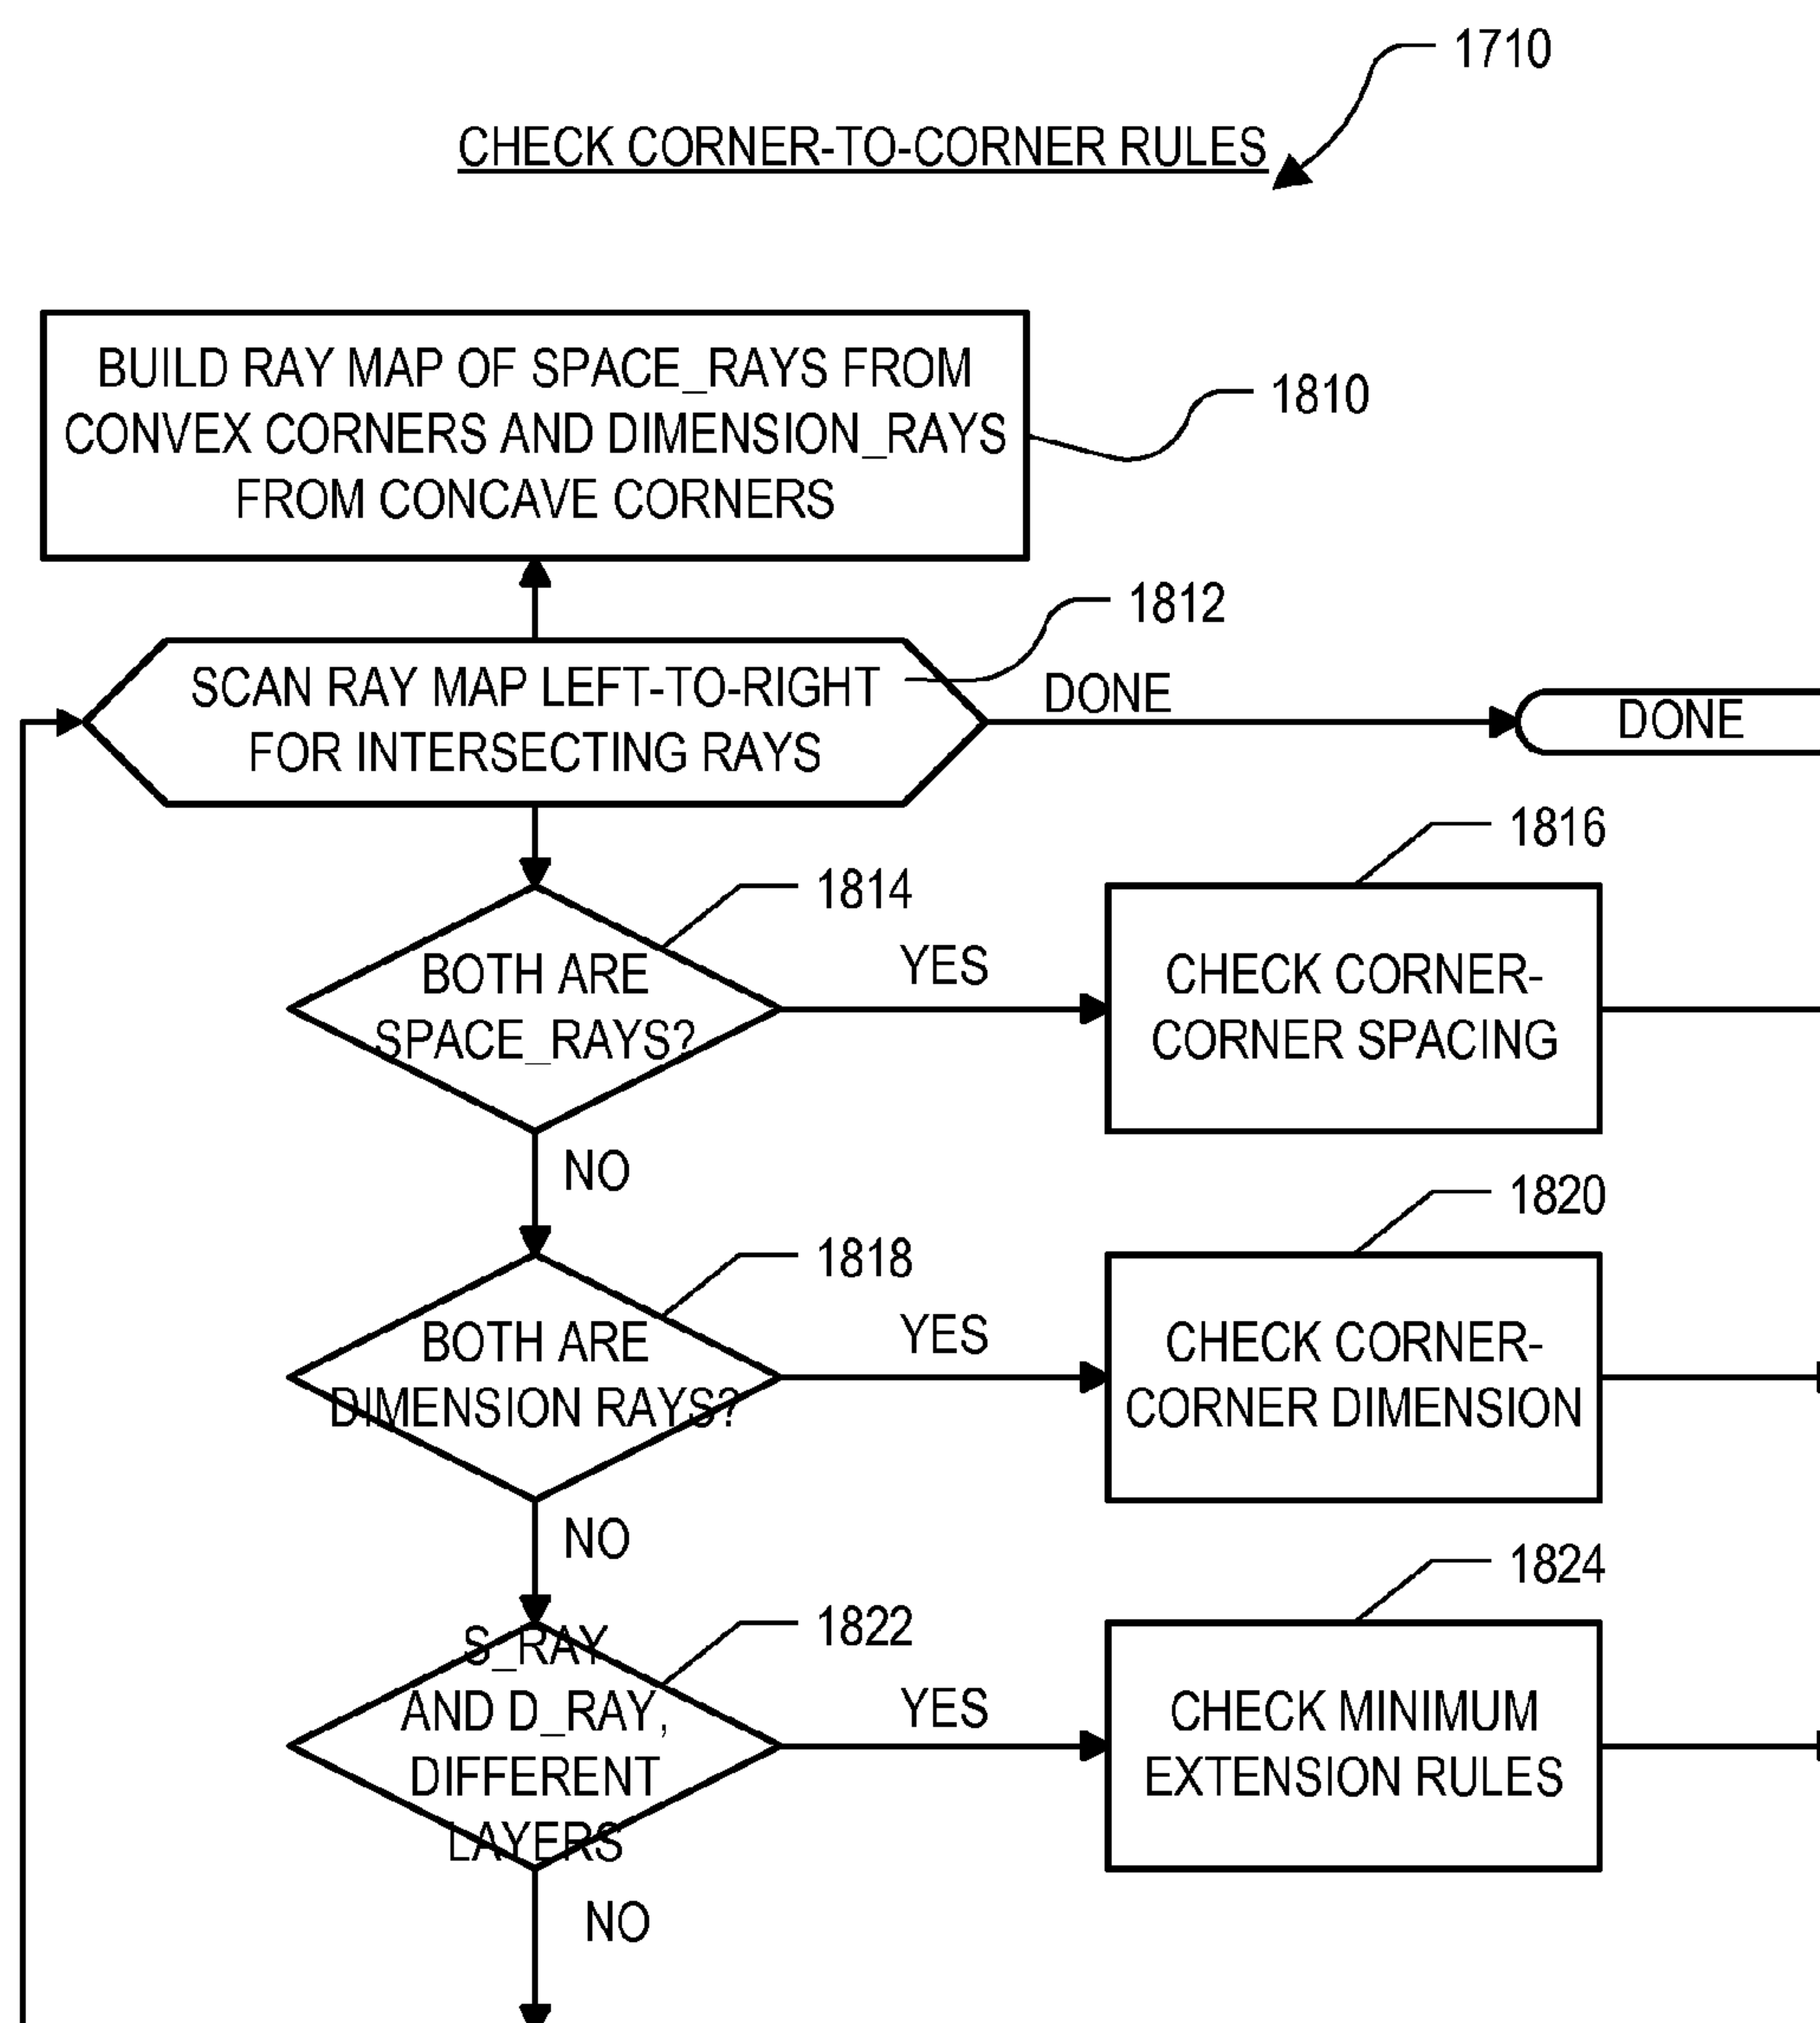 1710
CHECK CORNER-TO-CORNER RULES
BUILD RAY MAP OF SPACE_RAYS FROM
CONVEX CORNERS AND DIMENSION_RAYS
FROM CONCAVE CORNERS
1810
1812
SCAN RAY MAP LEFT-TO-RIGHT
FOR INTERSECTING RAYS
DONE
DONE
1814
BOTH ARE
SPACE_RAYS?
YES
1816
CHECK CORNER-
CORNER SPACING
NO
1818
BOTH ARE
DIMENSION RAYS?
YES
1820
CHECK CORNER-
CORNER DIMENSION
NO
1822
S_RAY
AND D_RAY,
DIFFERENT
LAYERS
YES
1824
CHECK MINIMUM
EXTENSION RULES
NO